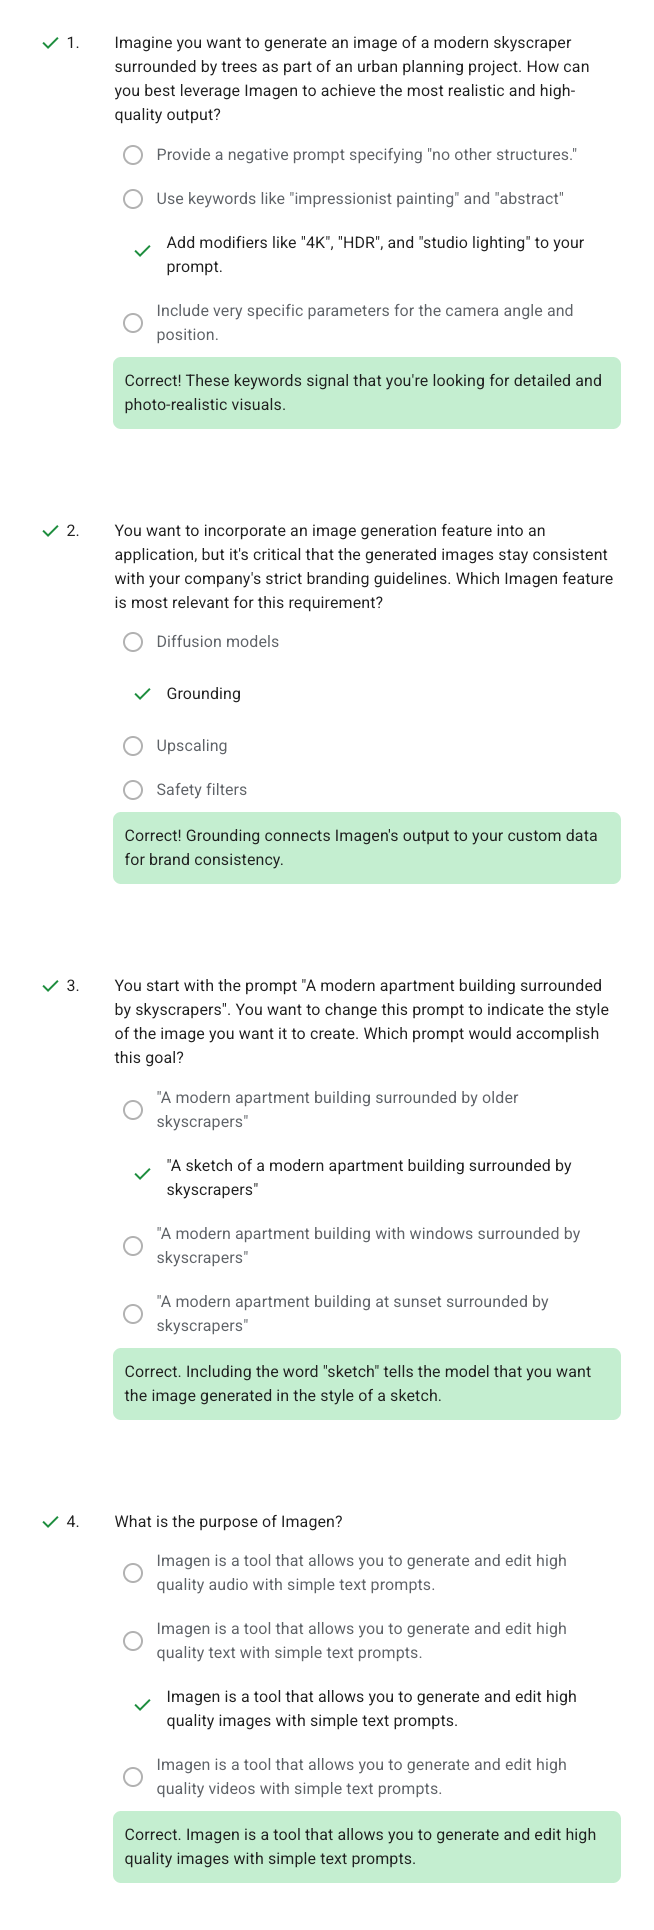 1.
Imagine you want to generate an image of a modern skyscraper
surrounded by trees as part of an urban planning project. How can
you best leverage Imagen to achieve the most realistic and high-
quality output?
Provide a negative prompt specifying "no other structures."
Use keywords like "impressionist painting" and "abstract"
Add modifiers like "4K", "HDR", and "studio lighting" to your
prompt.
Include very specific parameters for the camera angle and
position.
Correct! These keywords signal that you're looking for detailed and
photo-realistic visuals.
2.
You want to incorporate an image generation feature into an
application, but it's critical that the generated images stay consistent
with your company's strict branding guidelines. Which Imagen feature
is most relevant for this requirement?
Diffusion models
Grounding
Upscaling
Safety filters
Correct! Grounding connects Imagen's output to your custom data
for brand consistency.
3.
You start with the prompt "A modern apartment building surrounded
by skyscrapers". You want to change this prompt to indicate the style
of the image you want it to create. Which prompt would accomplish
this goal?
"A modern apartment building surrounded by older
skyscrapers"
"A sketch of a modern apartment building surrounded by
skyscrapers"
"A modern apartment building with windows surrounded by
skyscrapers"
"A modern apartment building at sunset surrounded by
skyscrapers"
Correct. Including the word "sketch" tells the model that you want
the image generated in the style of a sketch.
4.
What is the purpose of Imagen?
Imagen is a tool that allows you to generate and edit high
quality audio with simple text prompts.
Imagen is a tool that allows you to generate and edit high
quality text with simple text prompts.
Imagen is a tool that allows you to generate and edit high
quality images with simple text prompts.
Imagen is a tool that allows you to generate and edit high
quality videos with simple text prompts.
Correct. Imagen is a tool that allows you to generate and edit high
quality images with simple text prompts.